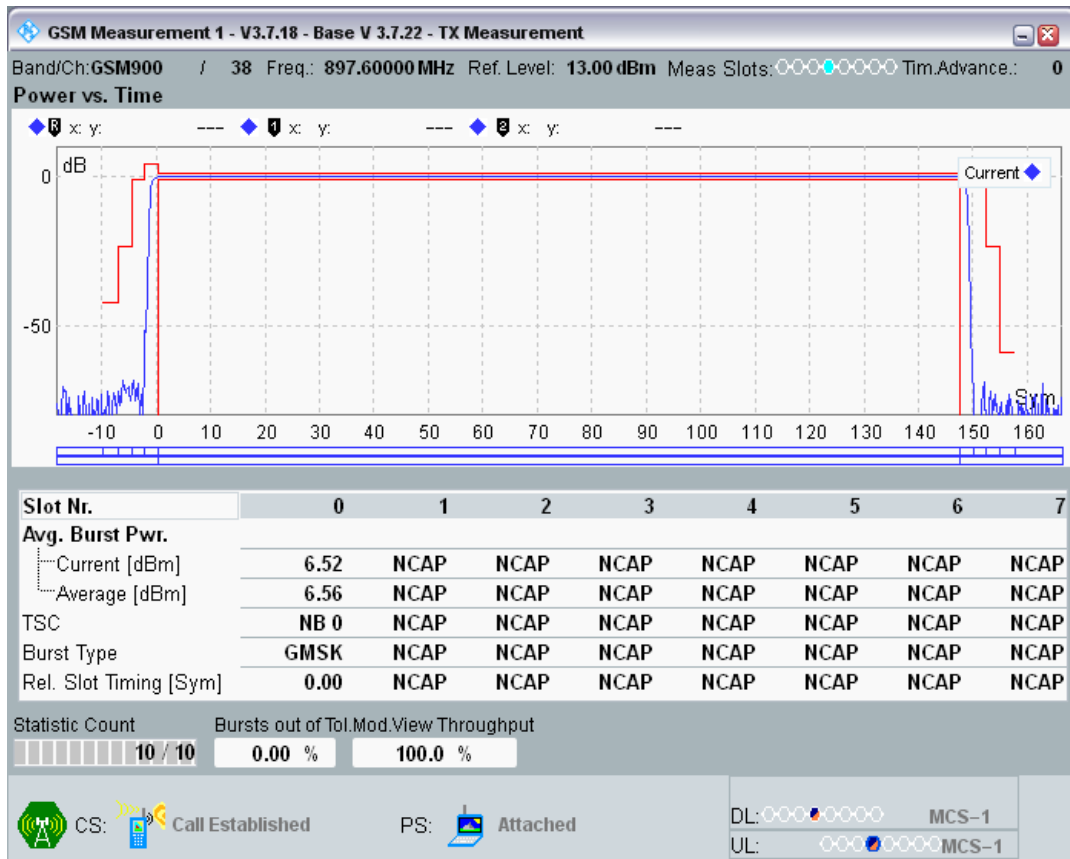 GSM Measurement 1 - V3.7.18 - Base V 3.7.22 - TX Measurement
Band/Ch:GSM900 / 38 Freq.: 897.60000 MHz Ref. Level: 13.00 dBm Meas Slots: Tim.Advance.: 0
Power vs. Time
R x: y: --- 1 x: y: --- 2 x: y: ---
dB
Current
0
-50
Sym
-10 0 10 20 30 40 50 60 70 80 90 100 110 120 130 140 150 160
Slot Nr. 0 1 2 3 4 5 6 7
Avg. Burst Pwr.
Current [dBm] 6.52 NCAP NCAP NCAP NCAP NCAP NCAP NCAP
Average [dBm] 6.56 NCAP NCAP NCAP NCAP NCAP NCAP NCAP
TSC NB 0 NCAP NCAP NCAP NCAP NCAP NCAP NCAP
Burst Type GMSK NCAP NCAP NCAP NCAP NCAP NCAP NCAP
Rel. Slot Timing [Sym] 0.00 NCAP NCAP NCAP NCAP NCAP NCAP NCAP
Statistic Count Bursts out of Tol.Mod.View Throughput
10 / 10 0.00 % 100.0 %
CS: Call Established PS: Attached
DL: MCS-1
UL: MCS-1